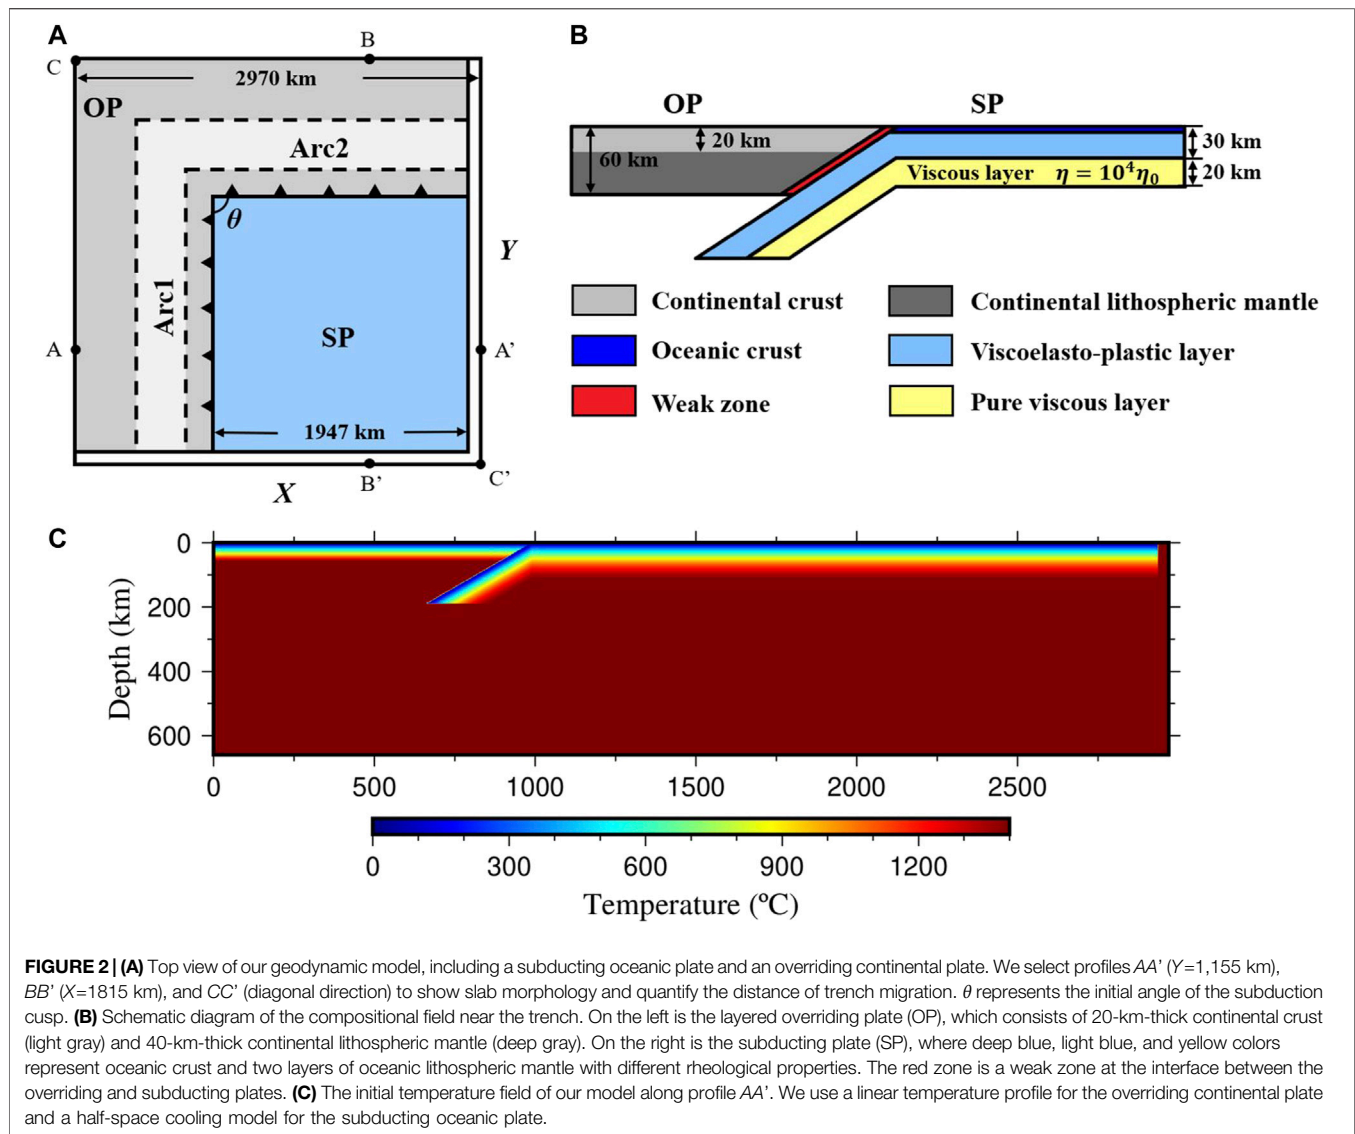 A
B
C
2970 km
OP
Arc2
θ
Y
Arc1
SP
A
A’
1947 km
X
B’
C’
B
OP
SP
20 km
60 km
30 km
Viscous layer η = 10⁴η₀
20 km
Continental crust
Continental lithospheric mantle
Oceanic crust
Viscoelasto-plastic layer
Weak zone
Pure viscous layer
C
0
200
400
600
Depth (km)
0 500 1000 1500 2000 2500
0 300 600 900 1200
Temperature (ºC)
FIGURE 2 | (A) Top view of our geodynamic model, including a subducting oceanic plate and an overriding continental plate. We select profiles AA’ (Y=1,155 km),
BB’ (X=1815 km), and CC’ (diagonal direction) to show slab morphology and quantify the distance of trench migration. θ represents the initial angle of the subduction
cusp. (B) Schematic diagram of the compositional field near the trench. On the left is the layered overriding plate (OP), which consists of 20-km-thick continental crust
(light gray) and 40-km-thick continental lithospheric mantle (deep gray). On the right is the subducting plate (SP), where deep blue, light blue, and yellow colors
represent oceanic crust and two layers of oceanic lithospheric mantle with different rheological properties. The red zone is a weak zone at the interface between the
overriding and subducting plates. (C) The initial temperature field of our model along profile AA’. We use a linear temperature profile for the overriding continental plate
and a half-space cooling model for the subducting oceanic plate.